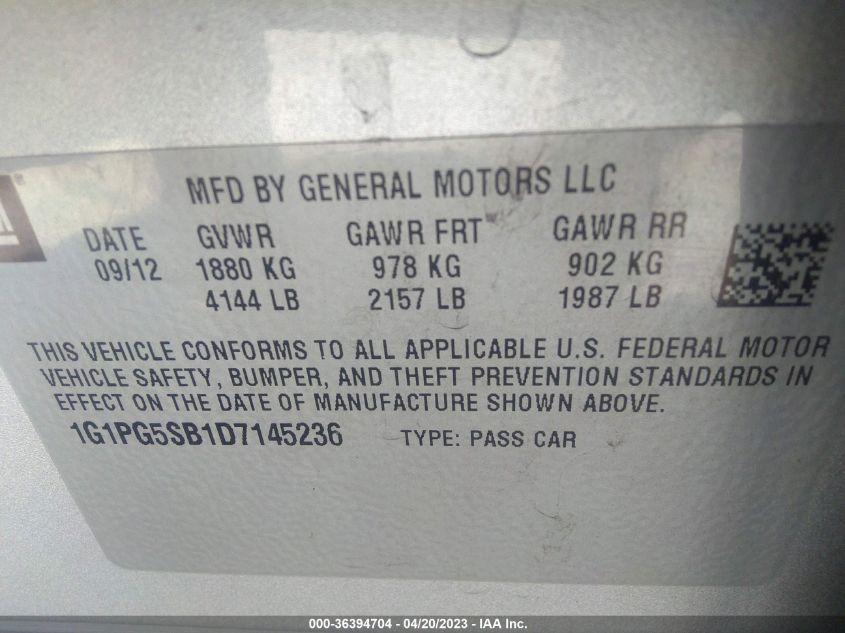 MFD BY GENERAL MOTORS LLC
DATE GVWR GAWR FRT GAWR RR
09/12 1880 KG 978 KG 902 KG
4144 LB 2157 LB 1987 LB
THIS VEHICLE CONFORMS TO ALL APPLICABLE U.S. FEDERAL MOTOR
VEHICLE SAFETY, BUMPER, AND THEFT PREVENTION STANDARDS IN
EFFECT ON THE DATE OF MANUFACTURE SHOWN ABOVE.
1G1PG5SB1D7145236 TYPE: PASS CAR
000-36394704 - 04/20/2023 - © IAA Inc.